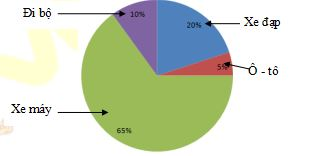 Đi bộ
10%
Xe đạp
20%
Ô - tô
5%
Xe máy
65%